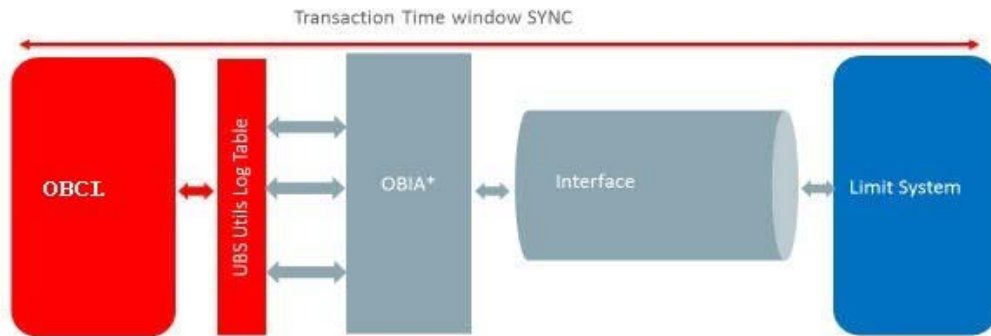 Transaction Time window SYNC
OBCL
UBS Utils Log Table
OBIA+
Interface
Limit System